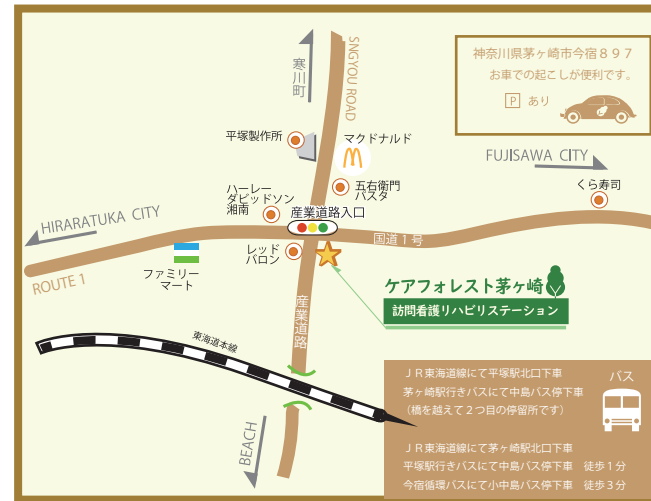 神奈川県茅ヶ崎市今宿８９７
お車での起こしが便利です。
P あり
寒川町
SNGYOU ROAD
平塚製作所
マクドナルド
FUJISAWA CITY
五右衛門
パスタ
くら寿司
ハーレー
ダビッドソン
湘南
産業道路入口
HIRARATUKA CITY
国道１号
レッド
バロン
ROUTE 1
ファミリー
マート
ケアフォレスト茅ヶ崎
訪問看護リハビリステーション
産業道路
東海道本線
BEACH
バス
ＪＲ東海道線にて平塚駅北口下車
茅ヶ崎駅行きバスにて中島バス停下車
（橋を越えて２つ目の停留所です）
ＪＲ東海道線にて茅ヶ崎駅北口下車
平塚駅行きバスにて中島バス停下車　徒歩１分
今宿循環バスにて小中島バス停下車　徒歩３分